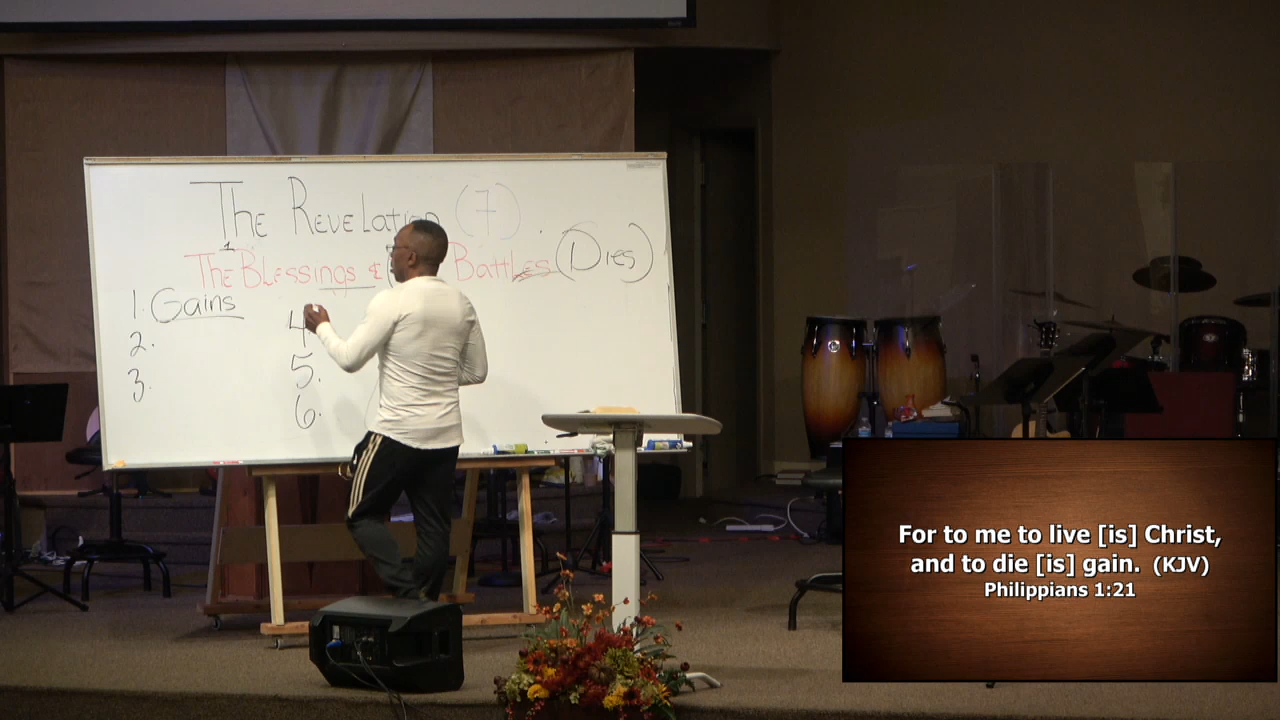 The Revelation (7)
1
The Blessings & Battles (Dies)
1. Gains
2.
3.
4
5.
6.
For to me to live [is] Christ,
and to die [is] gain. (KJV)
Philippians 1:21